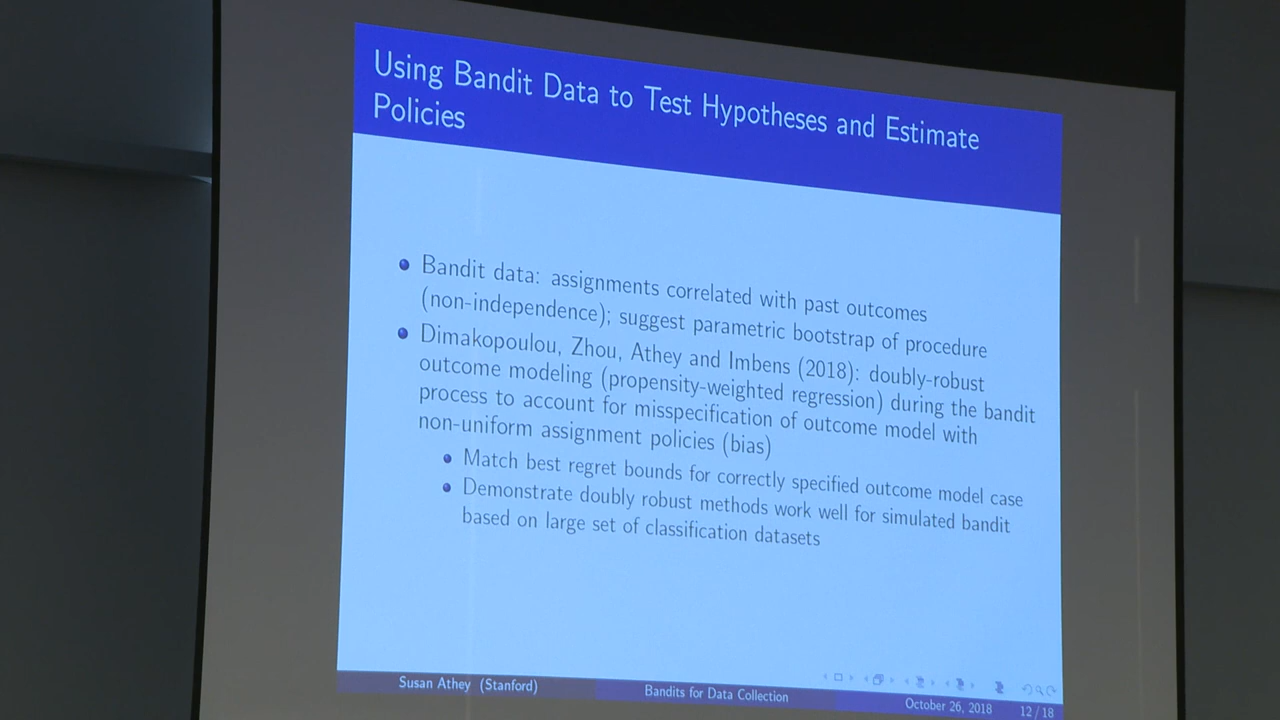 Using Bandit Data to Test Hypotheses and Estimate
Policies
Bandit data: assignments correlated with past outcomes
(non-independence); suggest parametric bootstrap of procedure
Dimakopoulou, Zhou, Athey and Imbens (2018): doubly-robust
outcome modeling (propensity-weighted regression) during the bandit
process to account for misspecification of outcome model with
non-uniform assignment policies (bias)
Match best regret bounds for correctly specified outcome model case
Demonstrate doubly robust methods work well for simulated bandit
based on large set of classification datasets
Susan Athey (Stanford)
Bandits for Data Collection
October 26, 2018
12 / 18